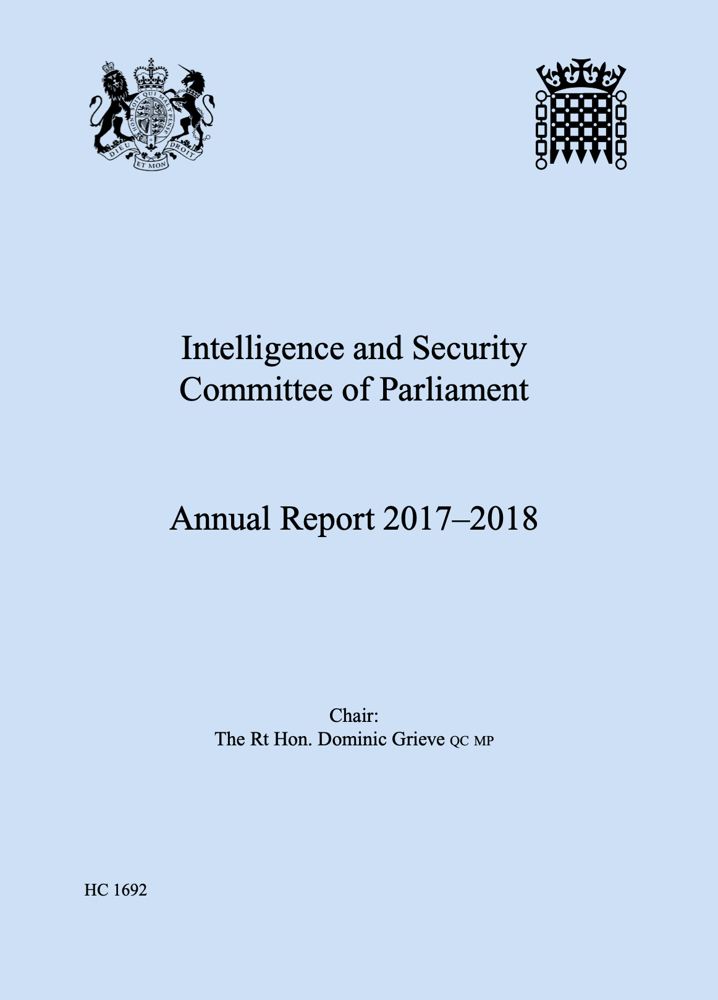 HONI SOIT QUI MAL Y PENSE
DIEU ET MON DROIT
Intelligence and Security
Committee of Parliament
Annual Report 2017–2018
Chair:
The Rt Hon. Dominic Grieve QC MP
HC 1692